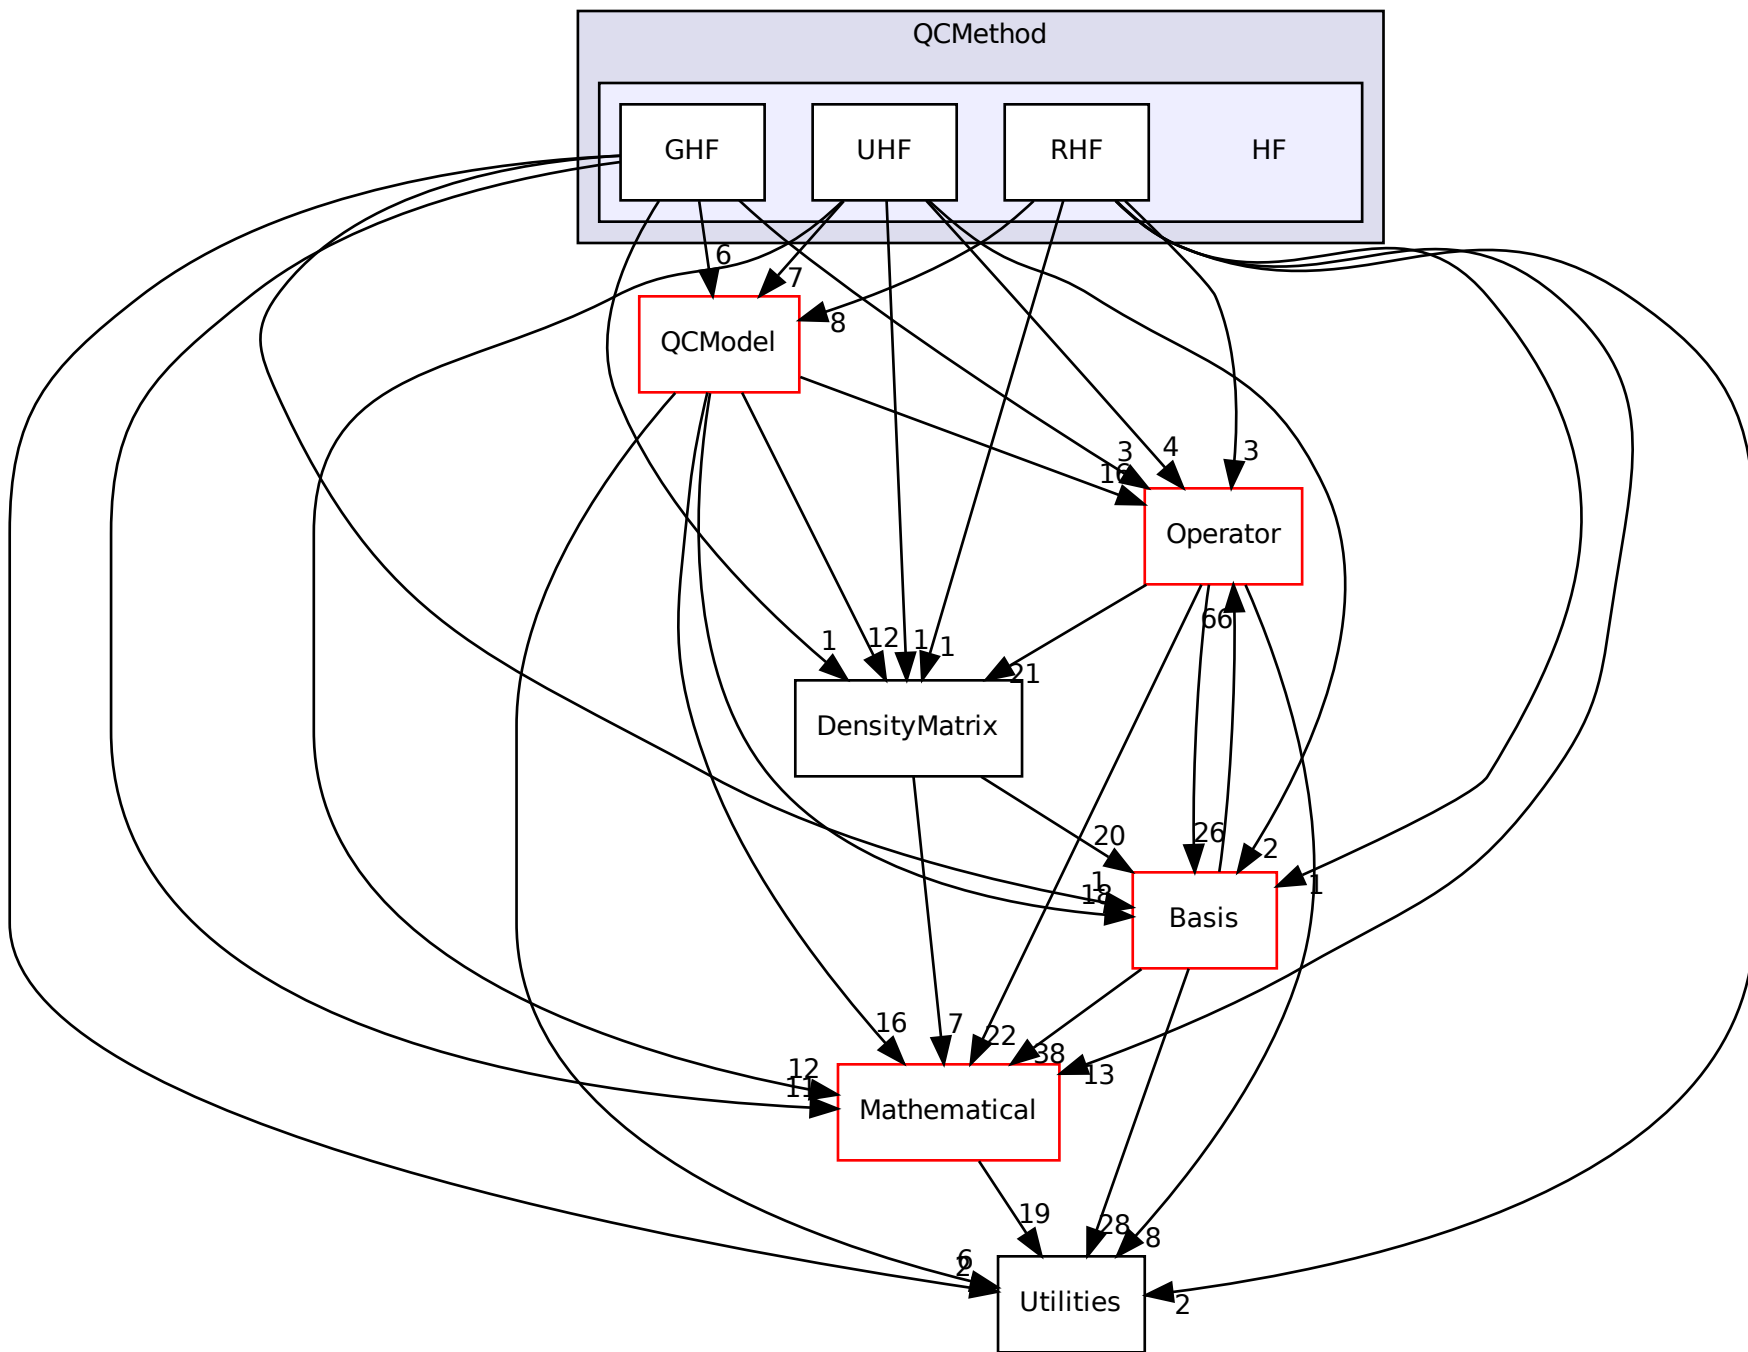 QCMethod
GHF
UHF
RHF
HF
6
7
8
QCModel
3
4
3
16
Operator
66
1
12
1
1
21
DensityMatrix
20
26
2
1
1
18
Basis
16
7
22
38
13
12
11
Mathematical
19
28
8
6
2
2
Utilities